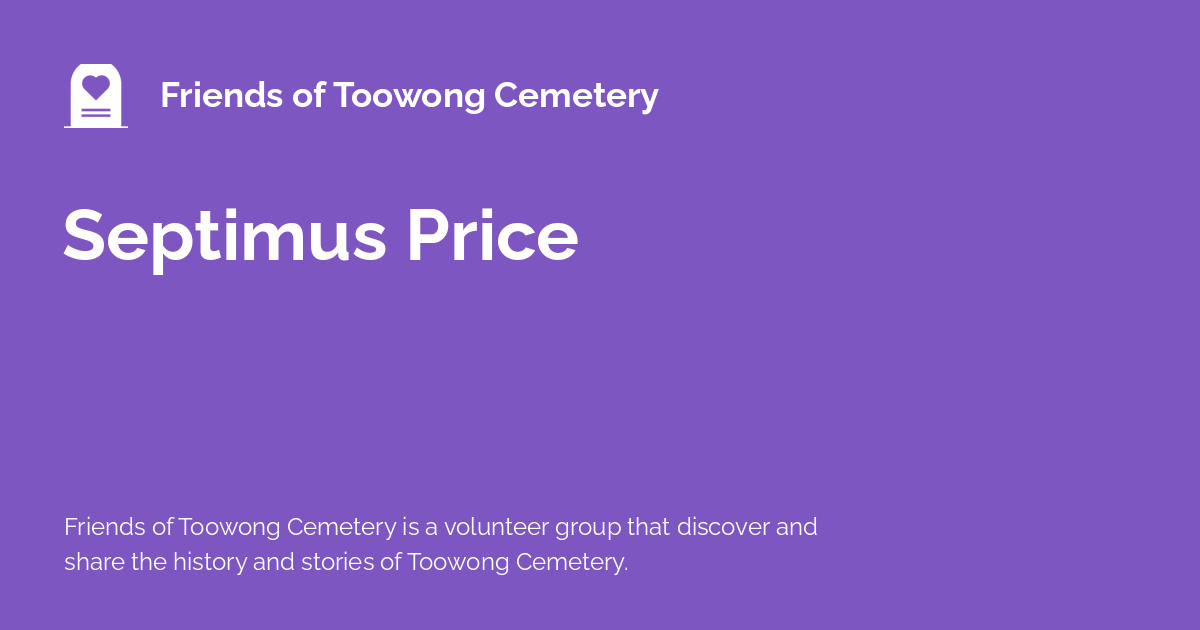 Friends of Toowong Cemetery
Septimus Price
Friends of Toowong Cemetery is a volunteer group that discover and
share the history and stories of Toowong Cemetery.